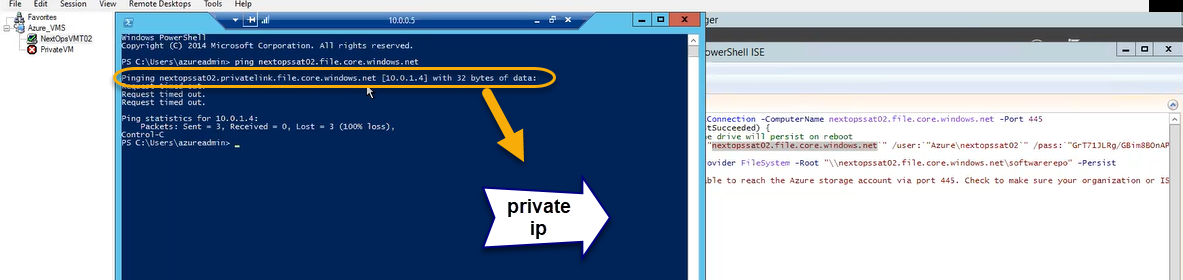 File Edit Session View Remote Desktops Tools Help
Favorites
Azure_VMS
NextOpsVMT02
PrivateVM
10.0.0.5
Windows PowerShell
Copyright (C) 2014 Microsoft Corporation. All rights reserved.
PS C:\Users\azureadmin> ping nextopssat02.file.core.windows.net
Pinging nextopssat02.privatelink.file.core.windows.net [10.0.1.4] with 32 bytes of data:
Request timed out.
Request timed out.
Request timed out.
Ping statistics for 10.0.1.4:
Packets: Sent = 3, Received = 0, Lost = 3 (100% loss),
Control-C
PS C:\Users\azureadmin>
private
ip
ger
owerShell ISE
Connection -ComputerName nextopssat02.file.core.windows.net -Port 445
tSucceeded) {
e drive will persist on reboot
"nextopssat02.file.core.windows.net`" /user:`"Azure\nextopssat02`" /pass:`"GrT71JLRg/GBim8BOnAP
ovider FileSystem -Root "\\nextopssat02.file.core.windows.net\softwarerepo" -Persist
ble to reach the Azure storage account via port 445. Check to make sure your organization or IS